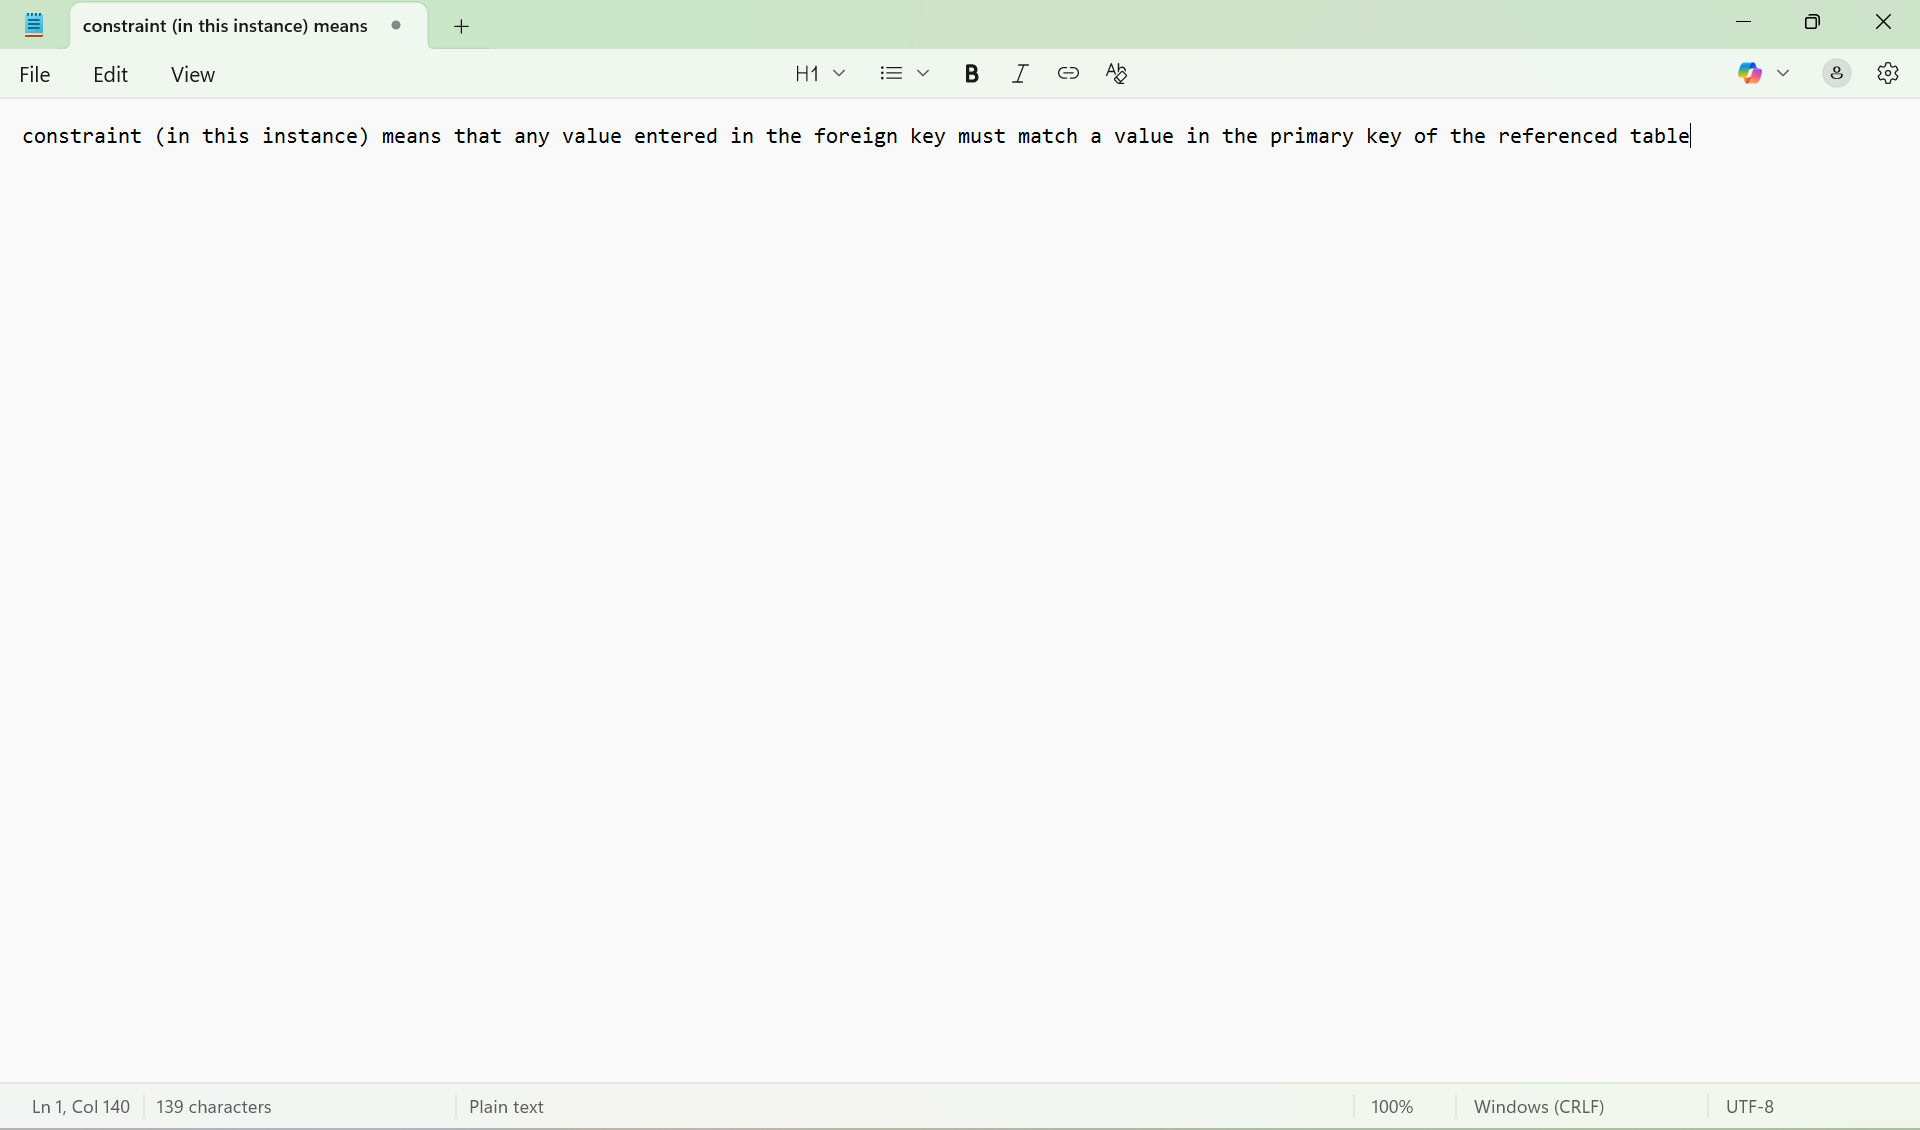 constraint (in this instance) means
File Edit View H1 B I Ab
constraint (in this instance) means that any value entered in the foreign key must match a value in the primary key of the referenced table
Ln 1, Col 140 139 characters Plain text 100% Windows (CRLF) UTF-8